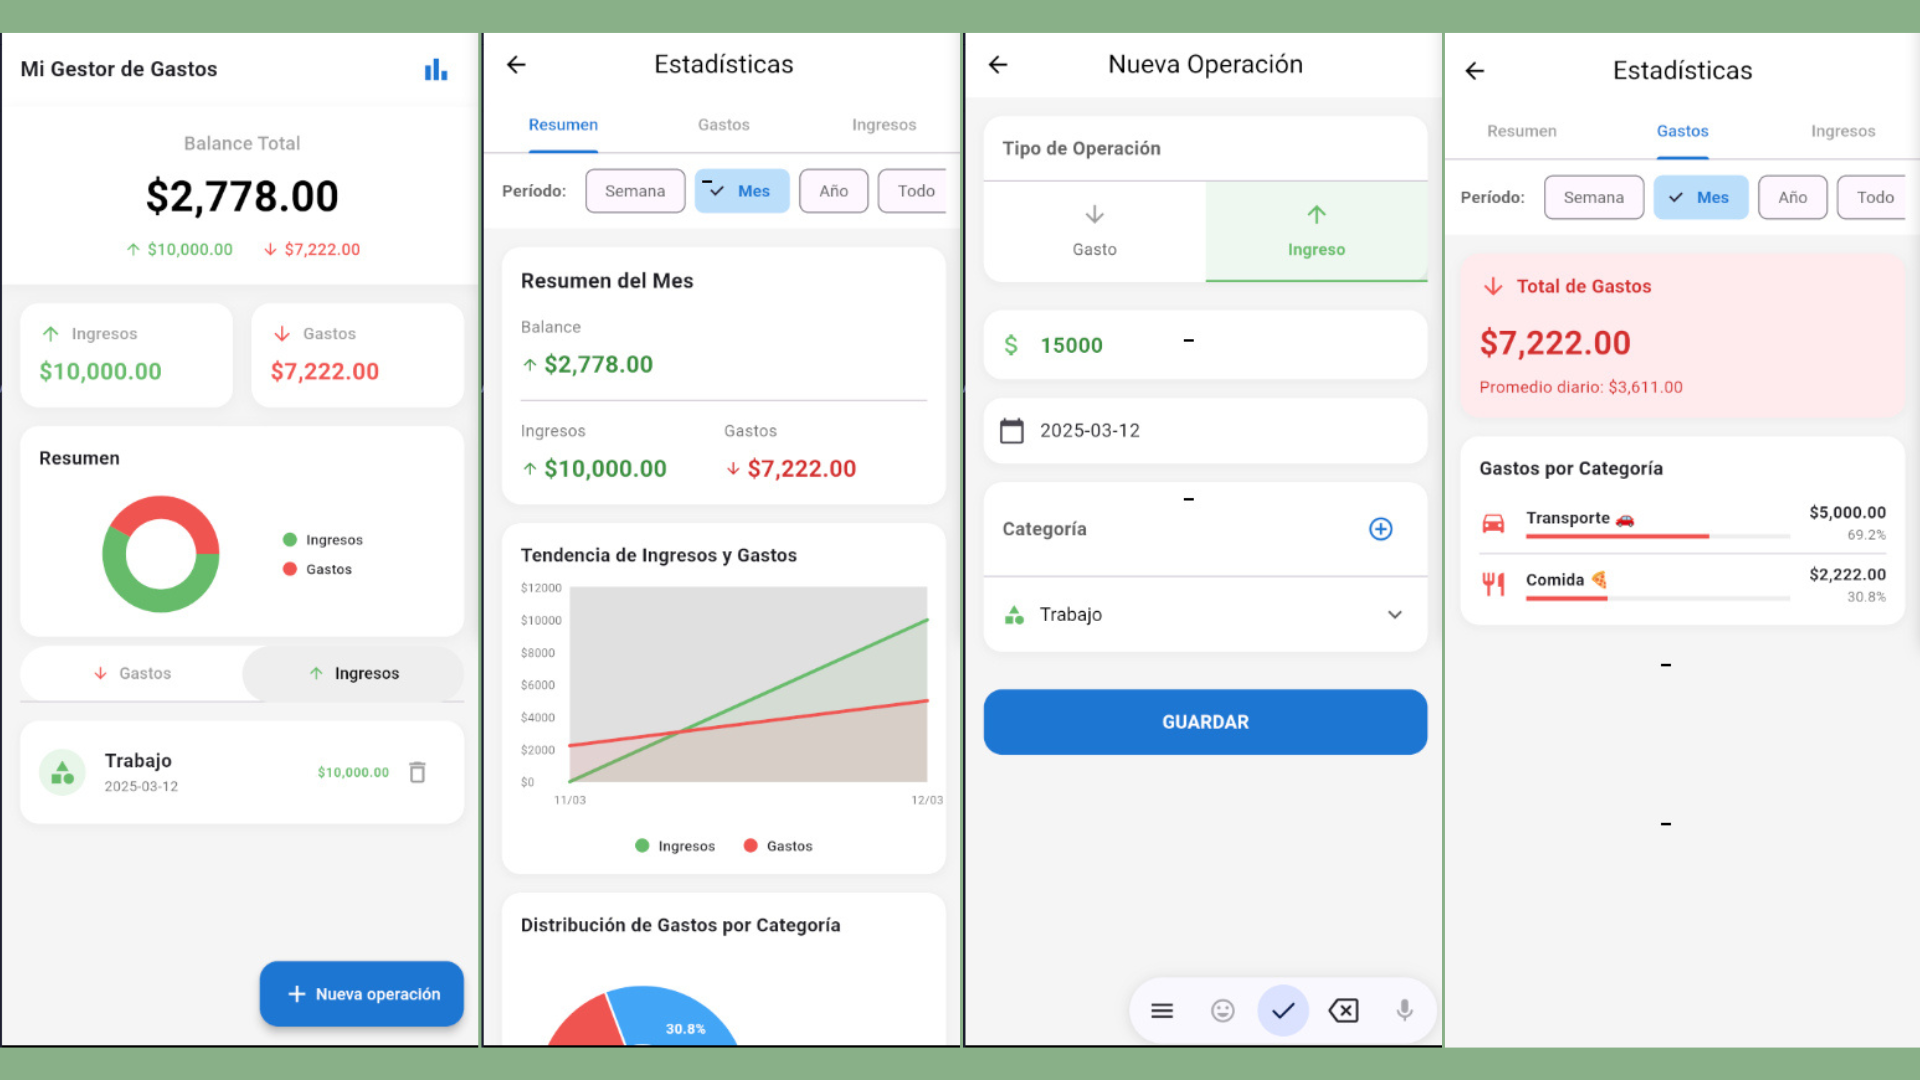 Mi Gestor de Gastos
Balance Total
$2,778.00
$10,000.00 $7,222.00
Ingresos
$10,000.00
Gastos
$7,222.00
Resumen
Ingresos
Gastos
Gastos Ingresos
Trabajo
2025-03-12
$10,000.00
Nueva operación
Estadísticas
Resumen Gastos Ingresos
Período: Semana Mes Año Todo
Resumen del Mes
Balance
$2,778.00
Ingresos Gastos
$10,000.00 $7,222.00
Tendencia de Ingresos y Gastos
$12000
$10000
$8000
$6000
$4000
$2000
$0
11/03 12/03
Ingresos Gastos
Distribución de Gastos por Categoría
30.8%
Nueva Operación
Tipo de Operación
Gasto Ingreso
$ 15000
2025-03-12
Categoría
Trabajo
GUARDAR
Estadísticas
Resumen Gastos Ingresos
Período: Semana Mes Año Todo
Total de Gastos
$7,222.00
Promedio diario: $3,611.00
Gastos por Categoría
Transporte 🚗 $5,000.00
69.2%
Comida 🍕 $2,222.00
30.8%